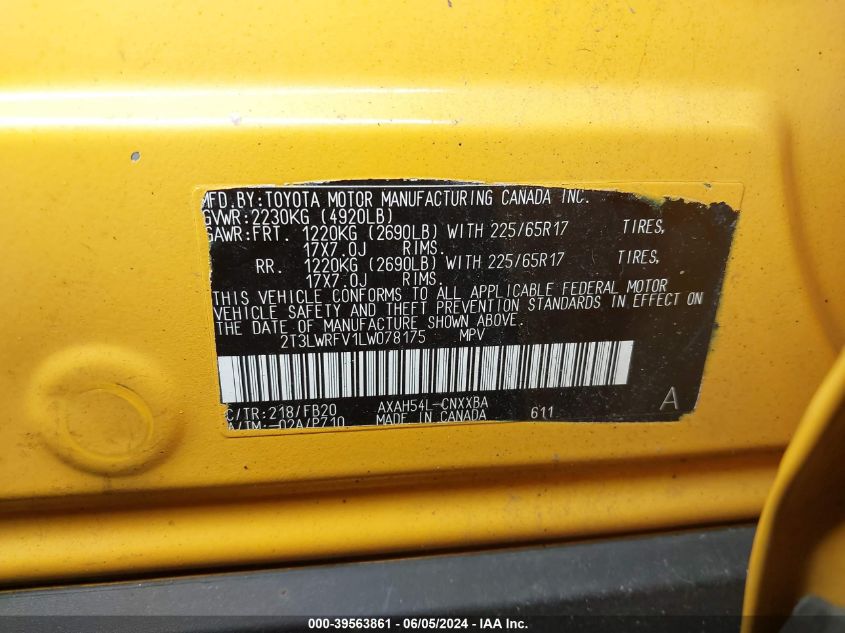 MFD.BY:TOYOTA MOTOR MANUFACTURING CANADA INC.
GVWR:2230KG (4920LB)
GAWR:FRT. 1220KG (2690LB) WITH 225/65R17 TIRES,
17X7.0J RIMS.
RR. 1220KG (2690LB) WITH 225/65R17 TIRES,
17X7.0J RIMS.
THIS VEHICLE CONFORMS TO ALL APPLICABLE FEDERAL MOTOR
VEHICLE SAFETY AND THEFT PREVENTION STANDARDS IN EFFECT ON
THE DATE OF MANUFACTURE SHOWN ABOVE.
2T3LWRFV1LW078175 MPV
C/TR:218/FB20 AXAH54L-CNXXBA
A/TM:-02A/P710 MADE IN CANADA 611 A
000-39563861 - 06/05/2024 - IAA Inc.